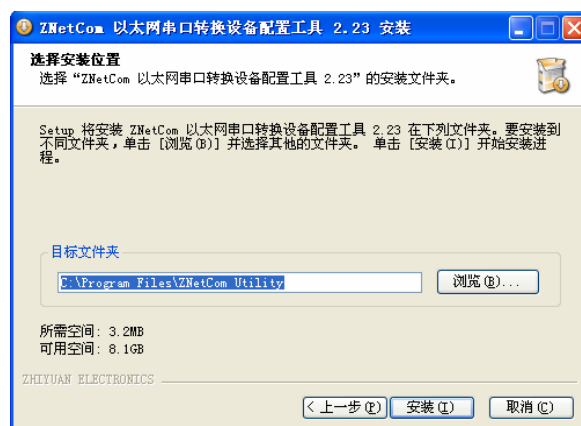 ZNetCom 以太网串口转换设备配置工具 2.23 安装
选择安装位置
选择“ZNetCom 以太网串口转换设备配置工具 2.23”的安装文件夹。
Setup 将安装 ZNetCom 以太网串口转换设备配置工具 2.23 在下列文件夹。要安装到
不同文件夹，单击 [浏览(B)] 并选择其他的文件夹。 单击 [安装(I)] 开始安装进
程。
目标文件夹
C:\Program Files\ZNetCom Utility
浏览(B)...
所需空间: 3.2MB
可用空间: 8.1GB
ZHIYUAN ELECTRONICS
< 上一步(P) 安装(I) 取消(C)